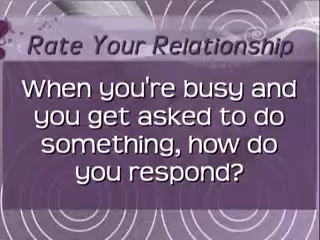 Rate Your Relationship
When you're busy and
you get asked to do
something, how do
you respond?